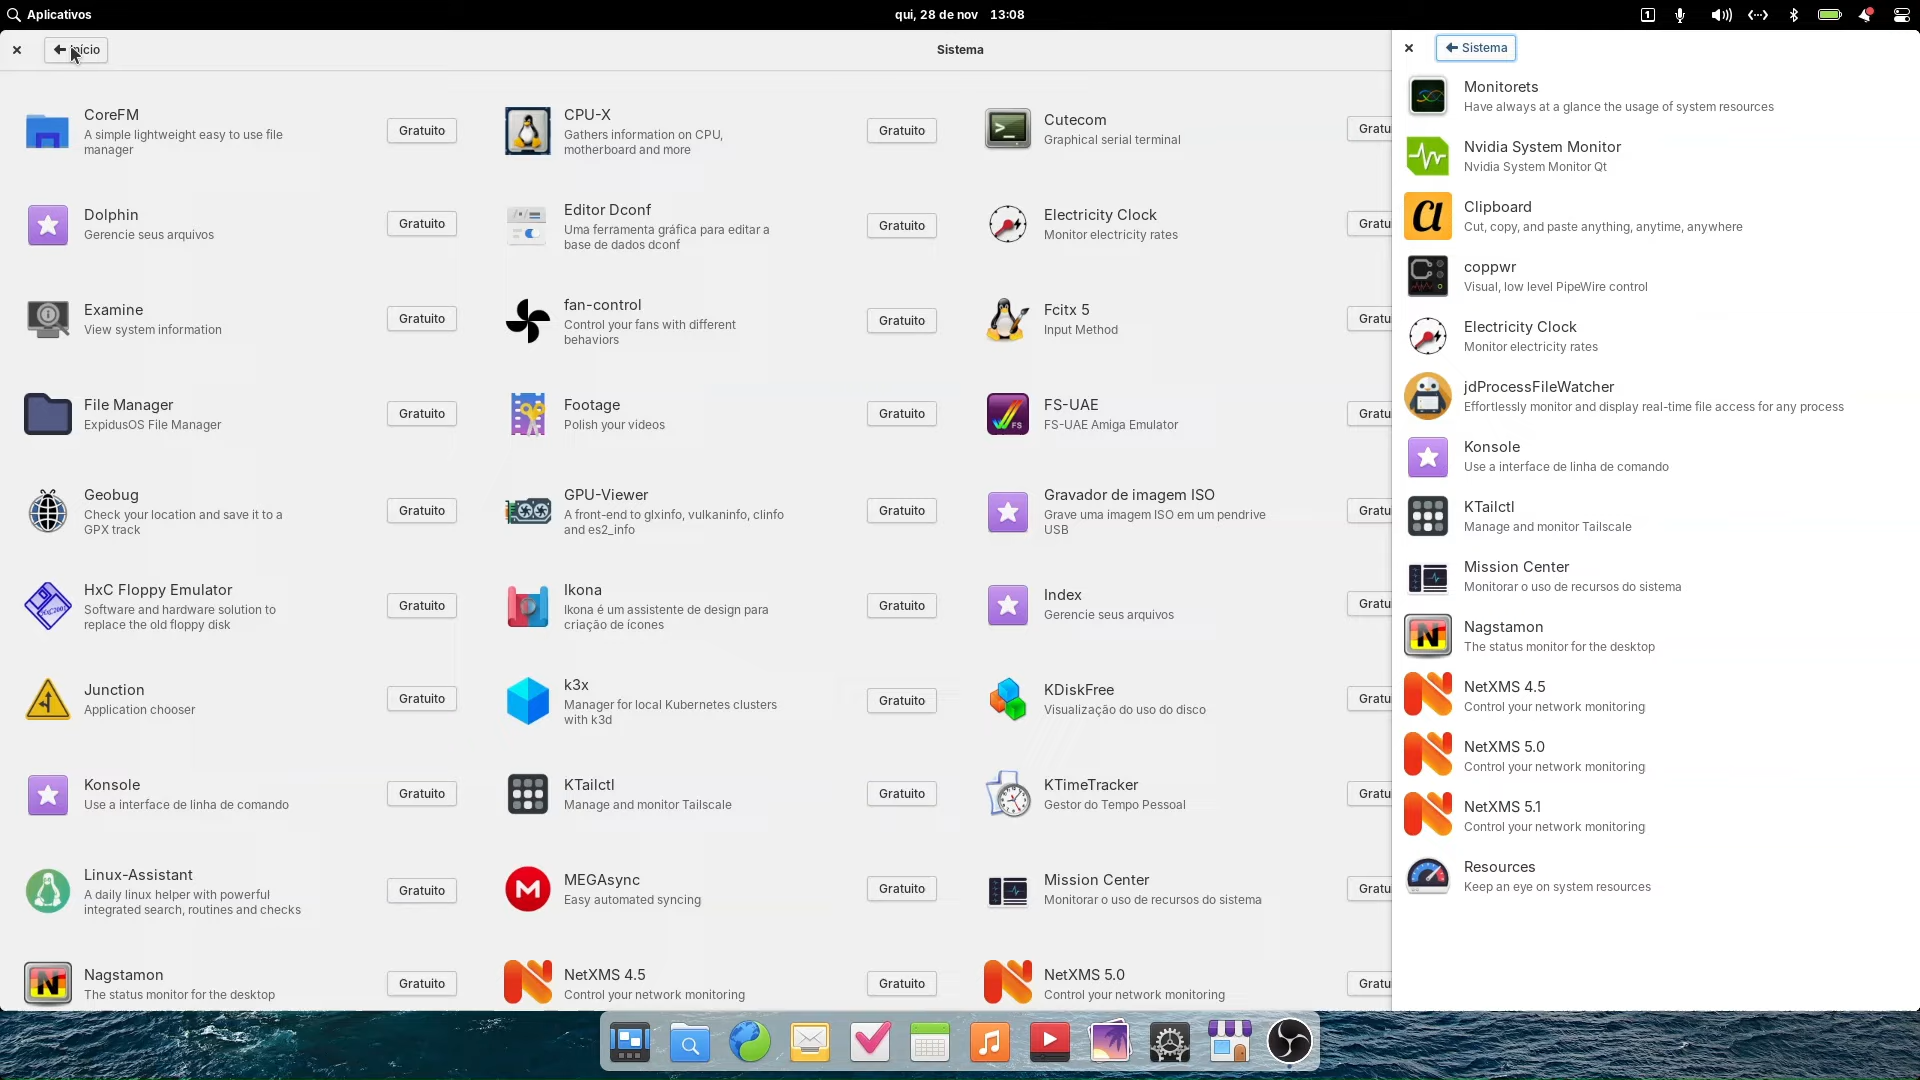 Aplicativos
qui, 28 de nov 13:08
1
Início
Sistema
Sistema
CoreFM
A simple lightweight easy to use file
manager
Gratuito
CPU-X
Gathers information on CPU,
motherboard and more
Gratuito
Cutecom
Graphical serial terminal
Gratu
Dolphin
Gerencie seus arquivos
Gratuito
Editor Dconf
Uma ferramenta gráfica para editar a
base de dados dconf
Gratuito
Electricity Clock
Monitor electricity rates
Gratu
Examine
View system information
Gratuito
fan-control
Control your fans with different
behaviors
Gratuito
Fcitx 5
Input Method
Gratu
File Manager
ExpidusOS File Manager
Gratuito
Footage
Polish your videos
Gratuito
FS-UAE
FS-UAE Amiga Emulator
Gratu
Geobug
Check your location and save it to a
GPX track
Gratuito
GPU-Viewer
A front-end to glxinfo, vulkaninfo, clinfo
and es2_info
Gratuito
Gravador de imagem ISO
Grave uma imagem ISO em um pendrive
USB
Gratu
HxC Floppy Emulator
Software and hardware solution to
replace the old floppy disk
Gratuito
Ikona
Ikona é um assistente de design para
criação de ícones
Gratuito
Index
Gerencie seus arquivos
Gratu
Junction
Application chooser
Gratuito
k3x
Manager for local Kubernetes clusters
with k3d
Gratuito
KDiskFree
Visualização do uso do disco
Gratu
Konsole
Use a interface de linha de comando
Gratuito
KTailctl
Manage and monitor Tailscale
Gratuito
KTimeTracker
Gestor do Tempo Pessoal
Gratu
Linux-Assistant
A daily linux helper with powerful
integrated search, routines and checks
Gratuito
MEGAsync
Easy automated syncing
Gratuito
Mission Center
Monitorar o uso de recursos do sistema
Gratu
Nagstamon
The status monitor for the desktop
Gratuito
NetXMS 4.5
Control your network monitoring
Gratuito
NetXMS 5.0
Control your network monitoring
Gratu
Monitorets
Have always at a glance the usage of system resources
Nvidia System Monitor
Nvidia System Monitor Qt
Clipboard
Cut, copy, and paste anything, anytime, anywhere
coppwr
Visual, low level PipeWire control
Electricity Clock
Monitor electricity rates
jdProcessFileWatcher
Effortlessly monitor and display real-time file access for any process
Konsole
Use a interface de linha de comando
KTailctl
Manage and monitor Tailscale
Mission Center
Monitorar o uso de recursos do sistema
Nagstamon
The status monitor for the desktop
NetXMS 4.5
Control your network monitoring
NetXMS 5.0
Control your network monitoring
NetXMS 5.1
Control your network monitoring
Resources
Keep an eye on system resources